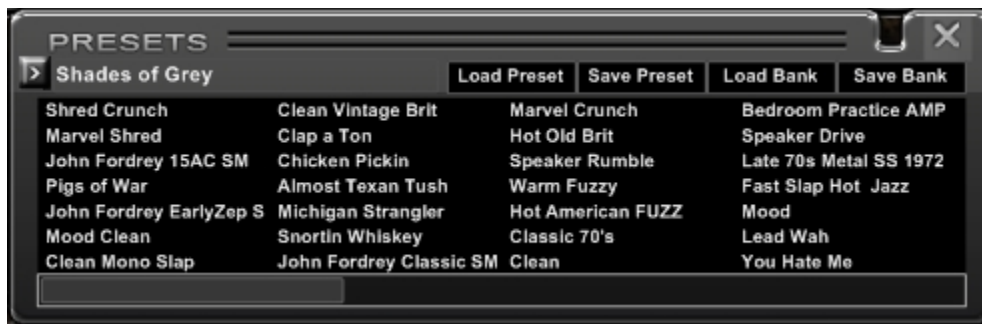 PRESETS
Shades of Grey Load Preset Save Preset Load Bank Save Bank
Shred Crunch Clean Vintage Brit Marvel Crunch Bedroom Practice AMP
Marvel Shred Clap a Ton Hot Old Brit Speaker Drive
John Fordrey 15AC SM Chicken Pickin Speaker Rumble Late 70s Metal SS 1972
Pigs of War Almost Texan Tush Warm Fuzzy Fast Slap Hot Jazz
John Fordrey EarlyZep S Michigan Strangler Hot American FUZZ Mood
Mood Clean Snortin Whiskey Classic 70's Lead Wah
Clean Mono Slap John Fordrey Classic SM Clean You Hate Me